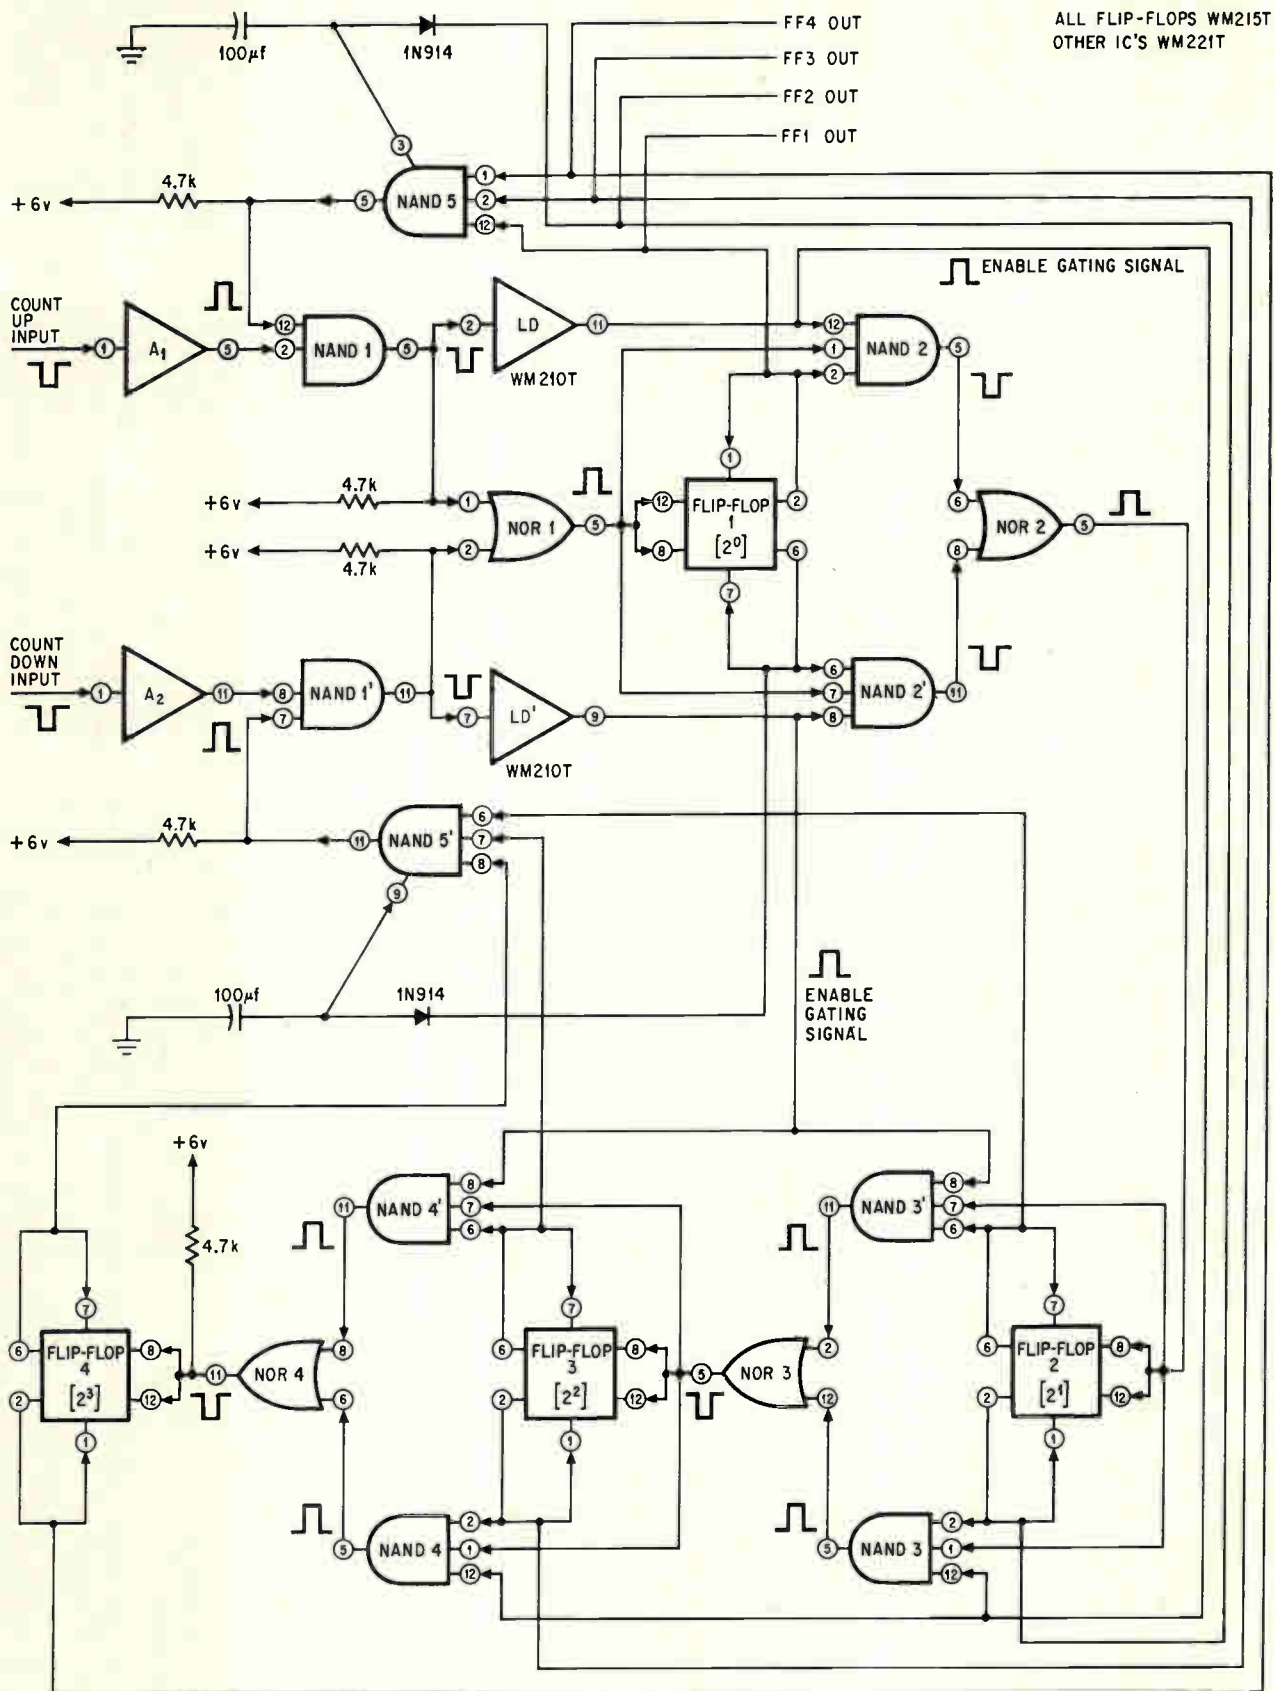 ALL FLIP-FLOPS WM215T
OTHER IC'S WM221T
FF4 OUT
FF3 OUT
FF2 OUT
FF1 OUT
100μf
1N914
3
4.7k
+6v
5
NAND 5
1
2
12
ENABLE GATING SIGNAL
COUNT
UP
INPUT
1
A1
5
12
2
NAND 1
5
2
LD
11
WM210T
12
1
2
NAND 2
5
+6v
4.7k
+6v
4.7k
1
2
NOR 1
5
1
12
8
FLIP-FLOP
1
[2⁰]
2
6
7
6
8
NOR 2
5
COUNT
DOWN
INPUT
1
A2
11
8
7
NAND 1'
11
7
LD'
9
WM210T
6
7
8
NAND 2'
11
+6v
4.7k
11
NAND 5'
6
7
8
9
100μf
1N914
ENABLE
GATING
SIGNAL
+6v
4.7k
11
NAND 4'
8
7
6
11
NAND 3'
8
7
6
7
6
2
FLIP-FLOP
4
[2³]
8
12
1
11
NOR 4
8
6
7
6
2
FLIP-FLOP
3
[2²]
8
12
1
5
NOR 3
2
12
7
6
2
FLIP-FLOP
2
[2¹]
8
12
1
5
NAND 4
2
1
12
5
NAND 3
2
1
12